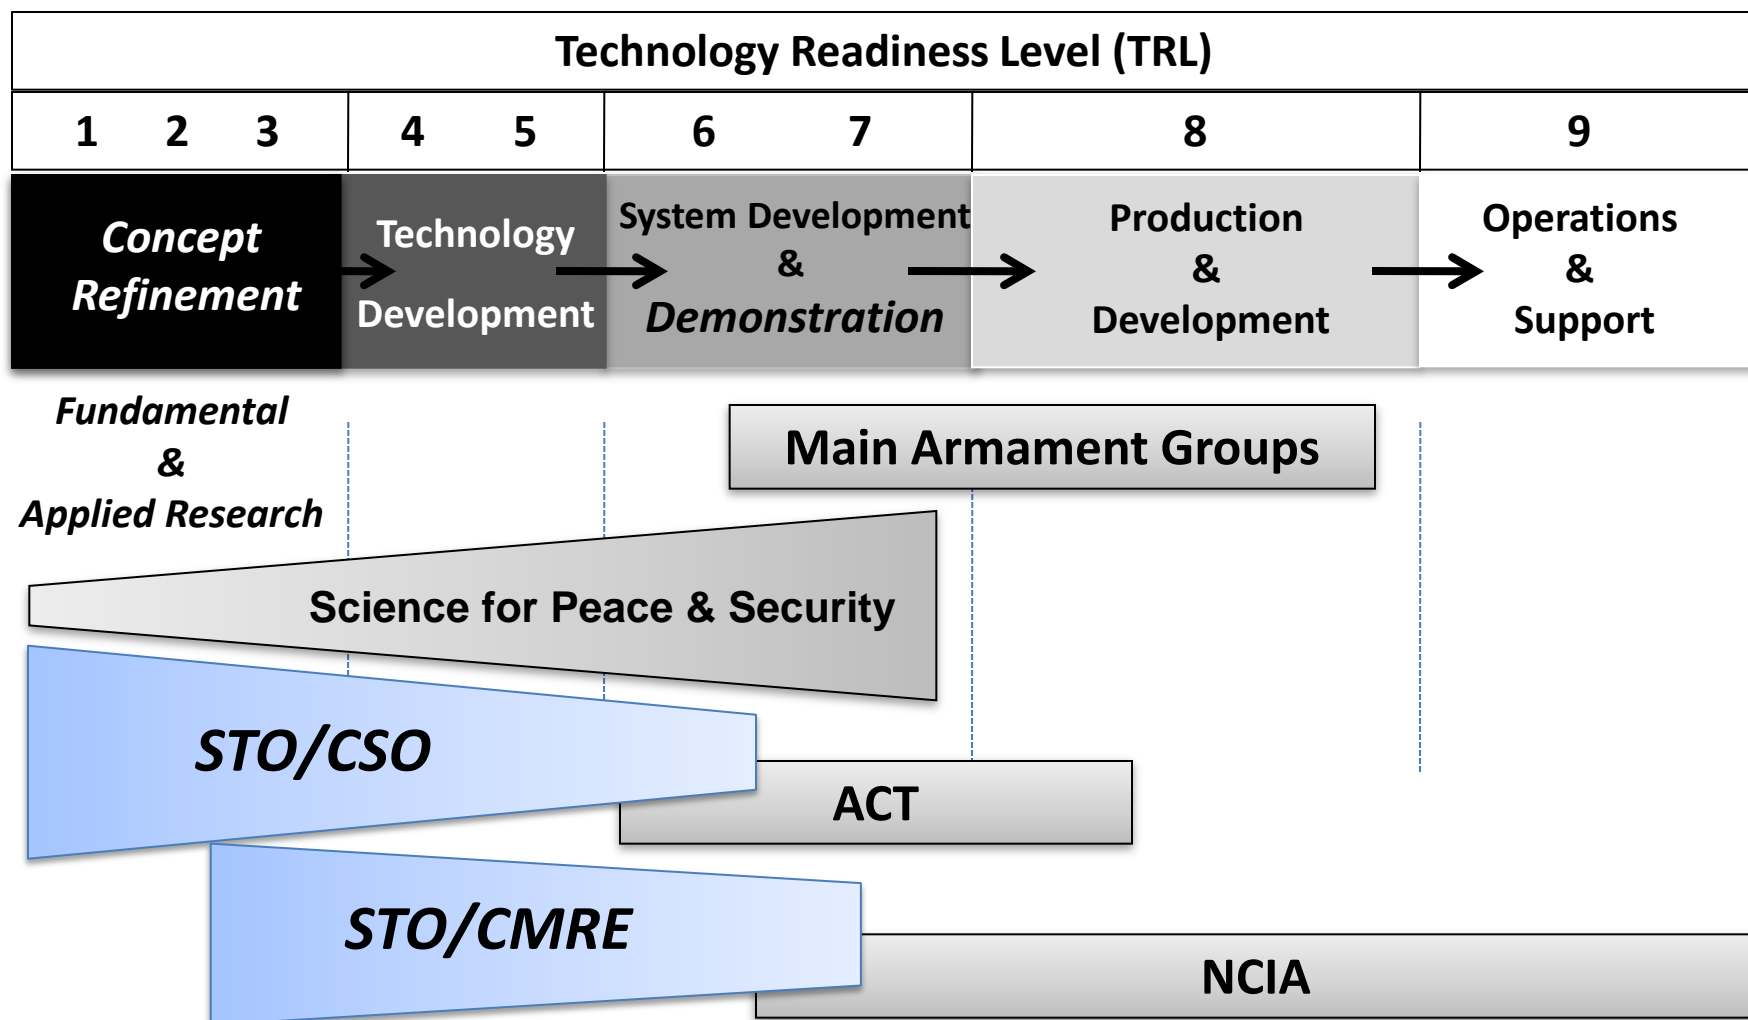 Technology Readiness Level (TRL)
1 2 3 4 5 6 7 8 9
Concept
Refinement
Technology
Development
System Development
&
Demonstration
Production
&
Development
Operations
&
Support
Fundamental
&
Applied Research
Main Armament Groups
Science for Peace & Security
STO/CSO
ACT
STO/CMRE
NCIA